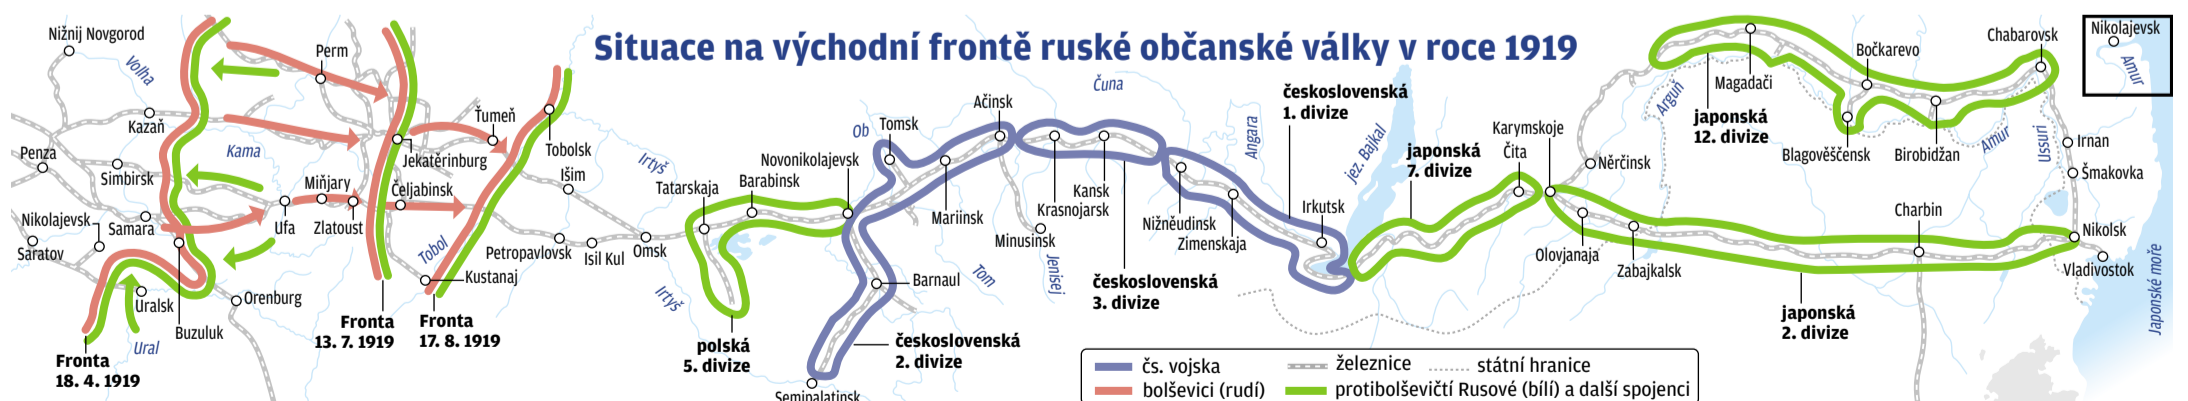 Situace na východní frontě ruské občanské války v roce 1919
Nižnij Novgorod
Volha
Perm
Kazaň
Penza
Simbirsk
Kama
Nikolajevsk
Samara
Saratov
Miňjary
Ufa
Zlatoust
Jekatěrinburg
Čeljabinsk
Ťumeň
Tobolsk
Tobol
Kustanaj
Uralsk
Orenburg
Buzuluk
Ural
Fronta
18. 4. 1919
Fronta
13. 7. 1919
Fronta
17. 8. 1919
Išim
Irtyš
Petropavlovsk
Isil Kul
Omsk
Irtyš
Tatarskaja
Barabinsk
Novonikolajevsk
polská
5. divize
Ob
Tomsk
Ačinsk
Mariinsk
Barnaul
Tom
Semipalatinsk
československá
2. divize
Minusinsk
Jenisej
Krasnojarsk
Kansk
Čuna
československá
3. divize
Nižněudinsk
Zimenskaja
Angara
československá
1. divize
Irkutsk
jez. Bajkal
japonská
7. divize
Karymskoje
Čita
Něrčinsk
Olovjanaja
Zabajkalsk
Arguň
japonská
12. divize
Magadači
Bočkarevo
Blagověščensk
Birobidžan
Amur
Chabarovsk
Ussuri
Nikolajevsk
Amur
Irnan
Šmakovka
Charbin
Nikolsk
Vladivostok
Japonské moře
japonská
2. divize
čs. vojska
železnice
státní hranice
bolševici (rudí)
protibolševičtí Rusové (bílí) a další spojenci